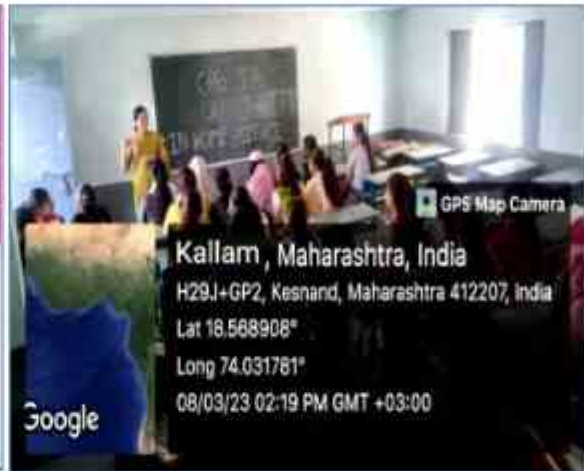 GPS Map Camera
Kallam, Maharashtra, India
H29J+GP2, Kesnand, Maharashtra 412207, India
Lat 18.568908°
Long 74.031781°
08/03/23 02:19 PM GMT +03:00
Google